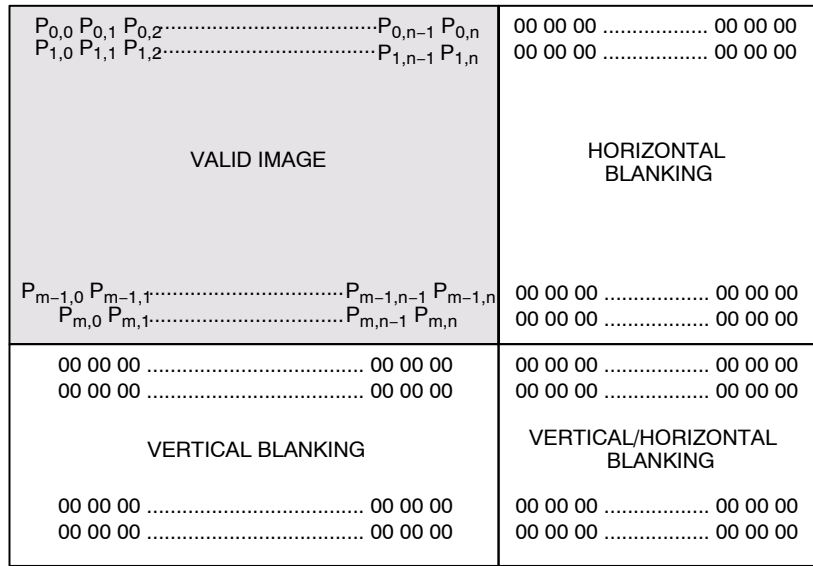 P0,0 P0,1 P0,2.....................................P0,n−1 P0,n 00 00 00 .................. 00 00 00
P1,0 P1,1 P1,2.....................................P1,n−1 P1,n 00 00 00 .................. 00 00 00
VALID IMAGE
HORIZONTAL
BLANKING
Pm−1,0 Pm−1,1.................................Pm−1,n−1 Pm−1,n 00 00 00 .................. 00 00 00
Pm,0 Pm,1.................................Pm,n−1 Pm,n 00 00 00 .................. 00 00 00
00 00 00 ..................................... 00 00 00 00 00 00 .................. 00 00 00
00 00 00 ..................................... 00 00 00 00 00 00 .................. 00 00 00
VERTICAL BLANKING
VERTICAL/HORIZONTAL
BLANKING
00 00 00 ..................................... 00 00 00 00 00 00 .................. 00 00 00
00 00 00 ..................................... 00 00 00 00 00 00 .................. 00 00 00